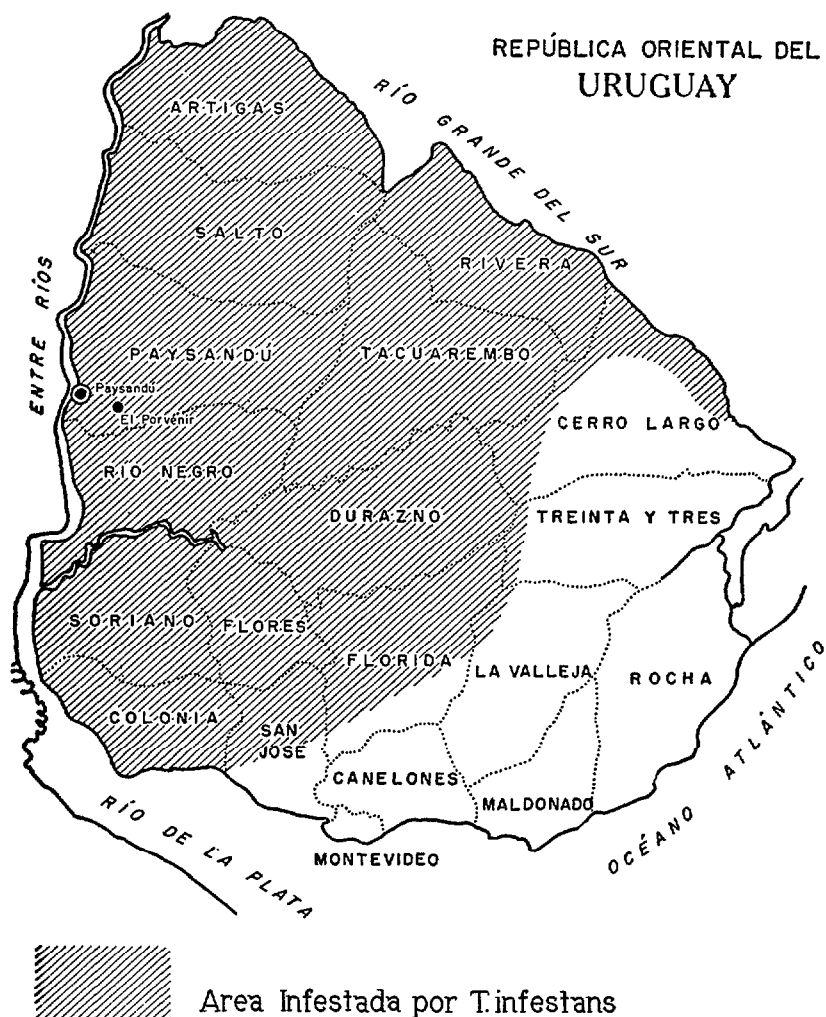 REPÚBLICA ORIENTAL DEL
URUGUAY
ARTIGAS
RÍO GRANDE DEL SUR
SALTO
RIVERA
ENTRE RÍOS
PAYSANDÚ
TACUAREMBO
Paysandú
El Porvenir
CERRO LARGO
RÍO NEGRO
DURAZNO
TREINTA Y TRES
SORIANO
FLORES
FLORIDA
LA VALLEJA
ROCHA
COLONIA
SAN
JOSE
CANELONES
MALDONADO
OCÉANO ATLÁNTICO
RÍO DE LA PLATA
MONTEVIDEO
Area Infestada por T.infestans